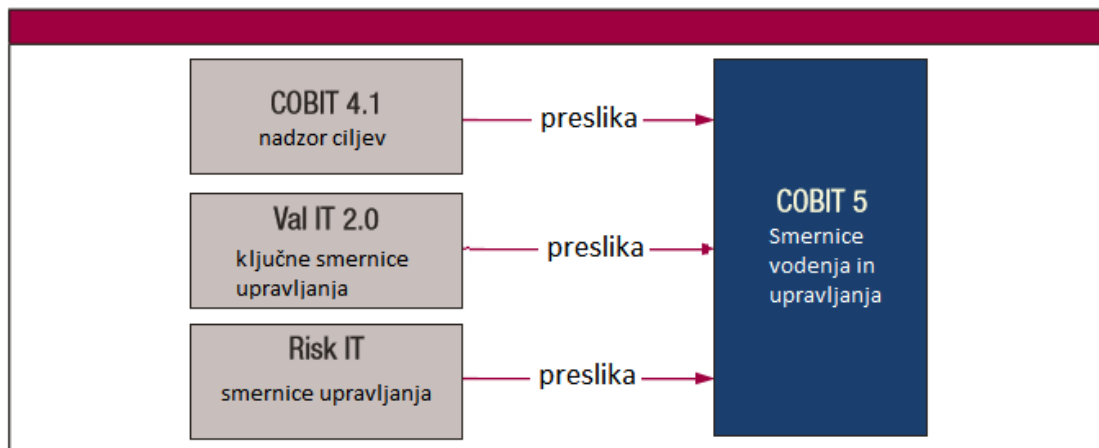 COBIT 4.1
nadzor ciljev
preslika
Val IT 2.0
ključne smernice
upravljanja
preslika
Risk IT
smernice upravljanja
preslika
COBIT 5
Smernice
vodenja in
upravljanja